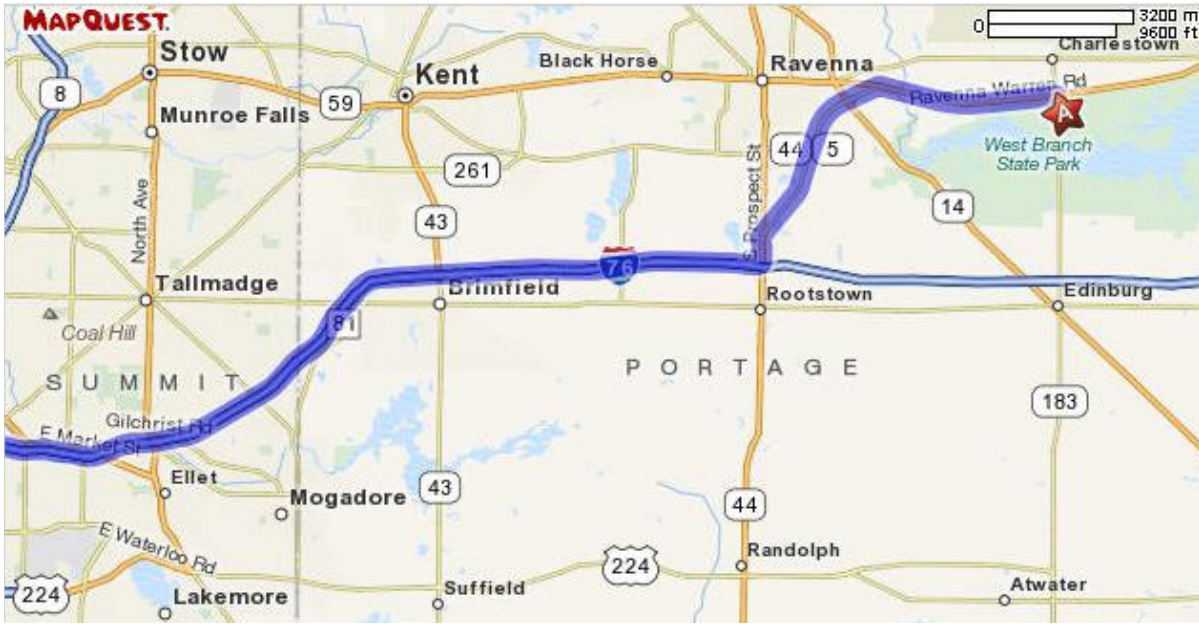 MAPQUEST.
0
3200 m
9600 ft
Stow
8
Munroe Falls
59
Kent
Black Horse
Ravenna
Charlestown
Ravenna Warren Rd
A
West Branch
State Park
261
44
5
S Prospect St
14
43
North Ave
Tallmadge
Coal Hill
76
Brimfield
Rootstown
Edinburg
81
SUMMIT
PORTAGE
183
Gilchrist Rd
E Market St
Ellet
Mogadore
43
44
E Waterloo Rd
224
Lakemore
Suffield
224
Randolph
Atwater